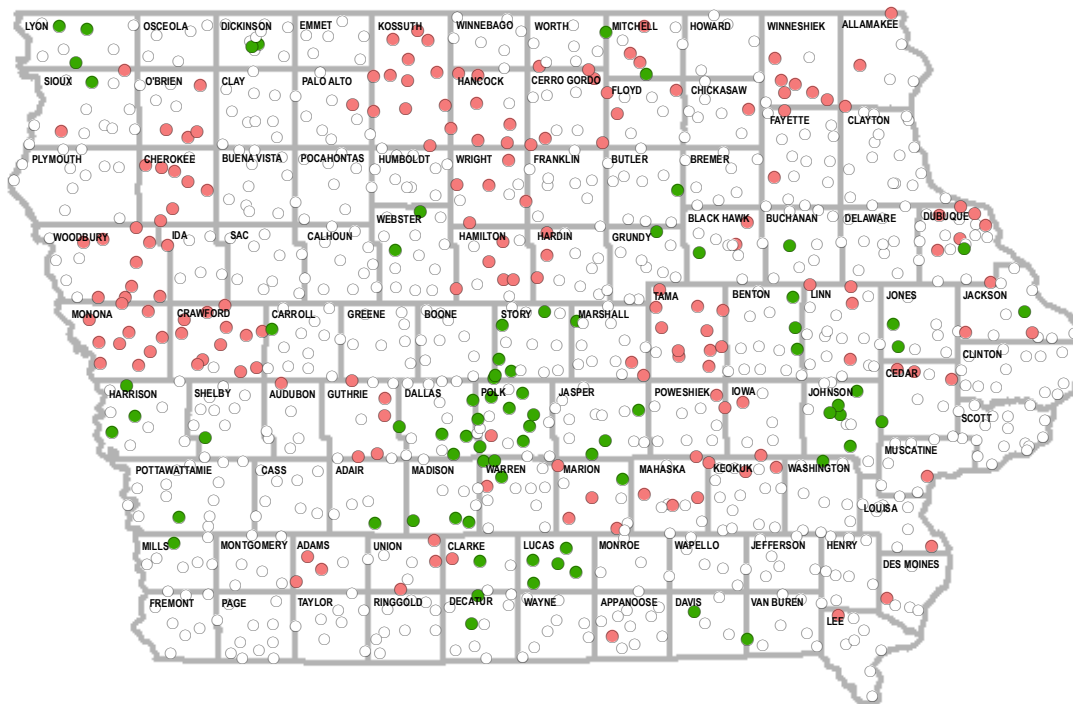 LYON
OSCEOLA
DICKINSON
EMMET
KOSSUTH
WINNEBAGO
WORTH
MITCHELL
HOWARD
WINNESHIEK
ALLAMAKEE
SIOUX
O'BRIEN
CLAY
PALO ALTO
HANCOCK
CERRO GORDO
FLOYD
CHICKASAW
FAYETTE
CLAYTON
PLYMOUTH
CHEROKEE
BUENA VISTA
POCAHONTAS
HUMBOLDT
WRIGHT
FRANKLIN
BUTLER
BREMER
WEBSTER
BLACK HAWK
BUCHANAN
DELAWARE
DUBUQUE
WOODBURY
IDA
SAC
CALHOUN
HAMILTON
HARDIN
GRUNDY
TAMA
BENTON
LINN
JONES
JACKSON
MONONA
CRAWFORD
CARROLL
GREENE
BOONE
STORY
MARSHALL
CLINTON
CEDAR
HARRISON
SHELBY
AUDUBON
GUTHRIE
DALLAS
POLK
JASPER
POWESHIEK
IOWA
JOHNSON
SCOTT
MUSCATINE
POTTAWATTAMIE
CASS
ADAIR
MADISON
WARREN
MARION
MAHASKA
KEOKUK
WASHINGTON
LOUISA
MILLS
MONTGOMERY
ADAMS
UNION
CLARKE
LUCAS
MONROE
WAPELLO
JEFFERSON
HENRY
DES MOINES
FREMONT
PAGE
TAYLOR
RINGGOLD
DECATUR
WAYNE
APPANOOSE
DAVIS
VAN BUREN
LEE